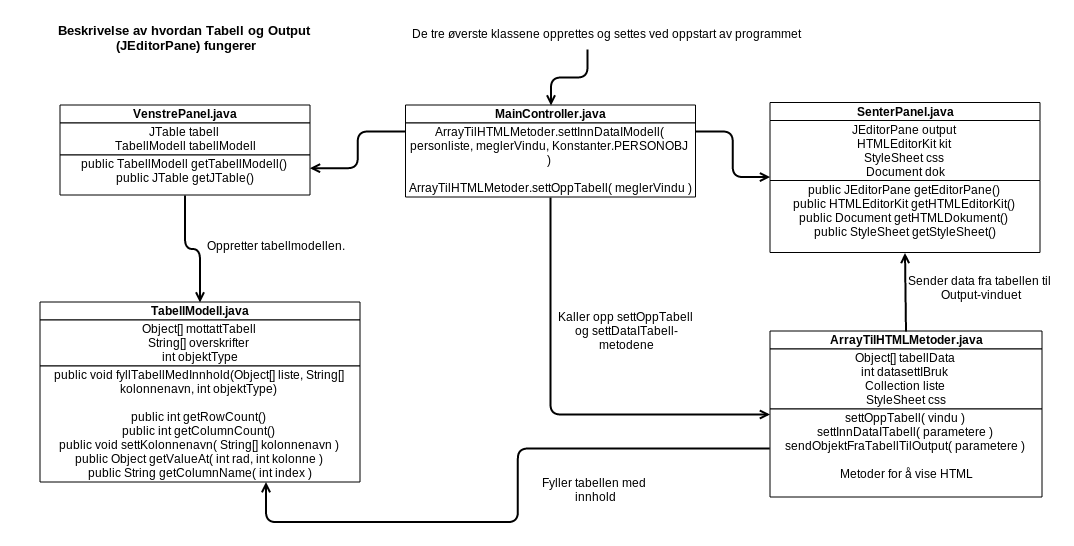 Beskrivelse av hvordan Tabell og Output
(JEditorPane) fungerer
De tre øverste klassene opprettes og settes ved oppstart av programmet
VenstrePanel.java
JTable tabell
TabellModell tabellModell
public TabellModell getTabellModell()
public JTable getJTable()
MainController.java
ArrayTilHTMLMetoder.settInnDataIModell(
personliste, meglerVindu, Konstanter.PERSONOBJ
)
ArrayTilHTMLMetoder.settOppTabell( meglerVindu )
SenterPanel.java
JEditorPane output
HTMLEditorKit kit
StyleSheet css
Document dok
public JEditorPane getEditorPane()
public HTMLEditorKit getHTMLEditorKit()
public Document getHTMLDokument()
public StyleSheet getStyleSheet()
Oppretter tabellmodellen.
Sender data fra tabellen til
Output-vinduet
TabellModell.java
Object[] mottattTabell
String[] overskrifter
int objektType
public void fyllTabellMedInnhold(Object[] liste, String[]
kolonnenavn, int objektType)
public int getRowCount()
public int getColumnCount()
public void settKolonnenavn( String[] kolonnenavn )
public Object getValueAt( int rad, int kolonne )
public String getColumnName( int index )
Kaller opp settOppTabell
og settDataITabell-
metodene
ArrayTilHTMLMetoder.java
Object[] tabellData
int datasettIBruk
Collection liste
StyleSheet css
settOppTabell( vindu )
settInnDataITabell( parametere )
sendObjektFraTabellTilOutput( parametere )
Metoder for å vise HTML
Fyller tabellen med
innhold